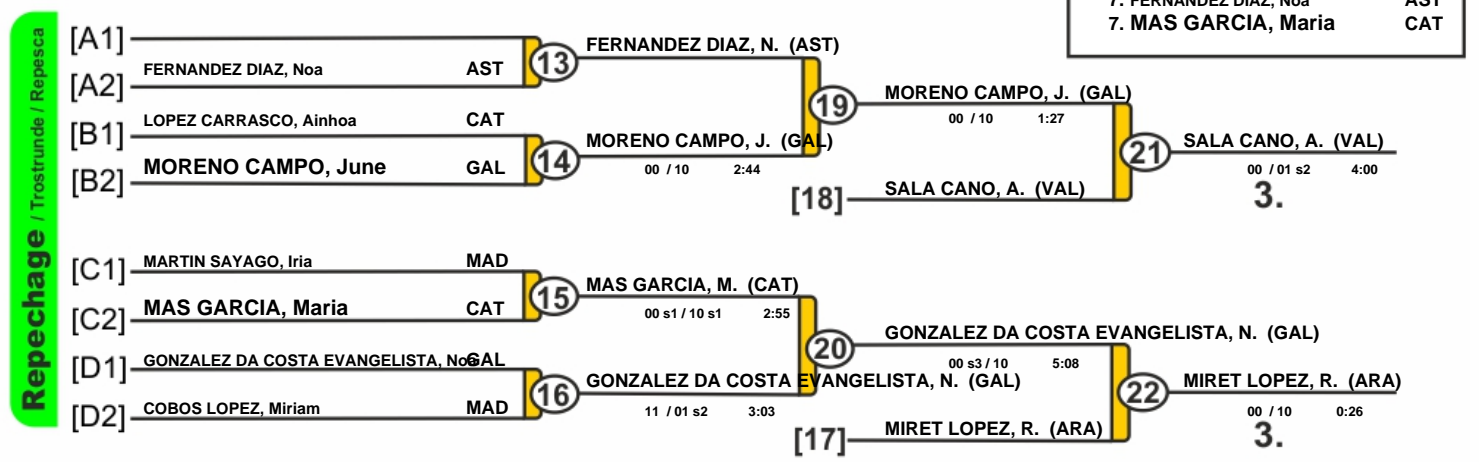 7. FERNANDEZ DIAZ, Noa AST
7. MAS GARCIA, Maria CAT
Repechage / Trostrunde / Repesca
[A1]
FERNANDEZ DIAZ, Noa AST
[A2]
13
FERNANDEZ DIAZ, N. (AST)
LOPEZ CARRASCO, Ainhoa CAT
[B1]
MORENO CAMPO, June GAL
[B2]
14
MORENO CAMPO, J. (GAL)
00 / 10 2:44
19
MORENO CAMPO, J. (GAL)
00 / 10 1:27
[18]
SALA CANO, A. (VAL)
21
SALA CANO, A. (VAL)
00 / 01 s2 4:00
3.
[C1]
MARTIN SAYAGO, Iria MAD
MAS GARCIA, Maria CAT
[C2]
15
MAS GARCIA, M. (CAT)
00 s1 / 10 s1 2:55
[D1]
GONZALEZ DA COSTA EVANGELISTA, Noa GAL
COBOS LOPEZ, Miriam MAD
[D2]
16
GONZALEZ DA COSTA EVANGELISTA, N. (GAL)
11 / 01 s2 3:03
20
GONZALEZ DA COSTA EVANGELISTA, N. (GAL)
00 s3 / 10 5:08
[17]
MIRET LOPEZ, R. (ARA)
22
MIRET LOPEZ, R. (ARA)
00 / 10 0:26
3.